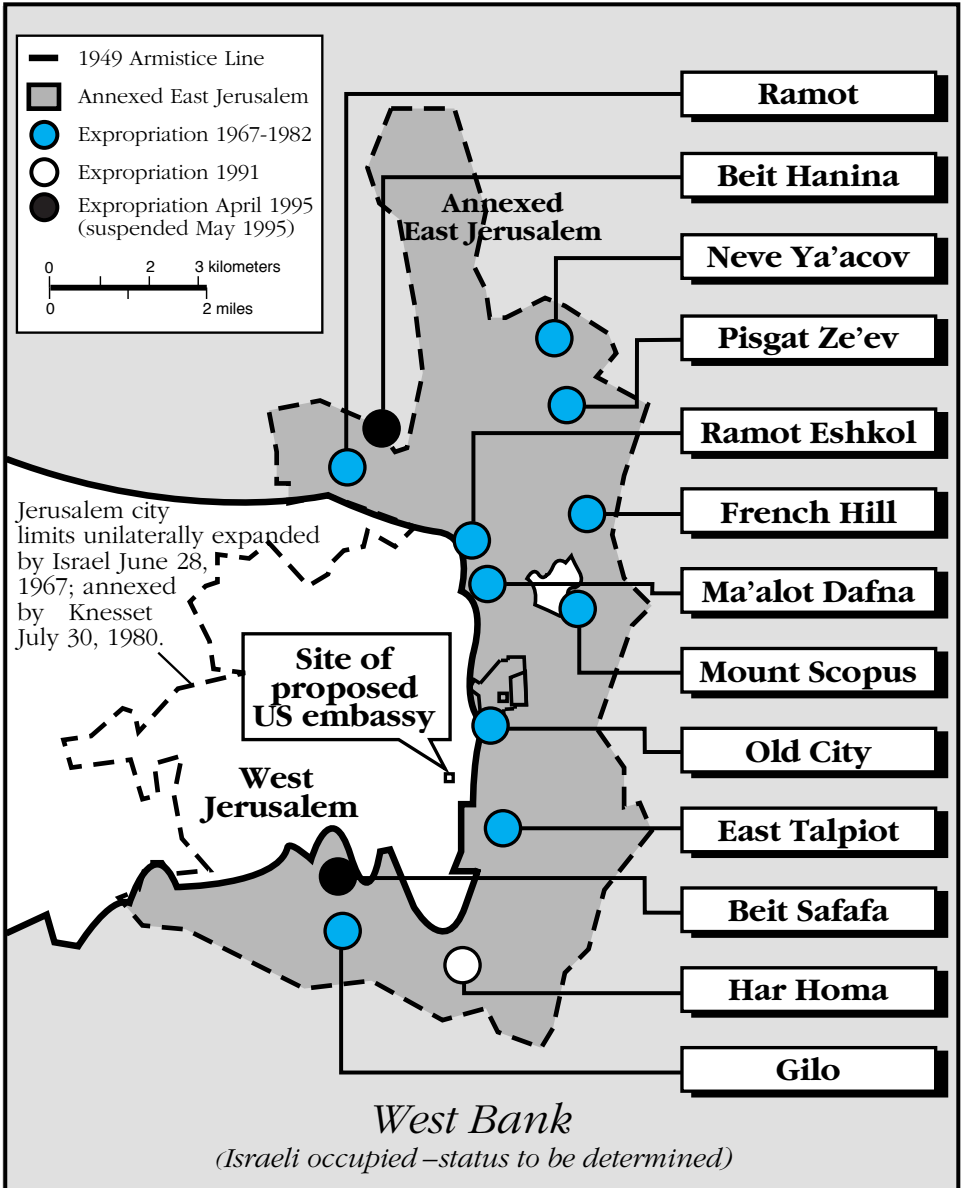 1949 Armistice Line
Annexed East Jerusalem
Expropriation 1967-1982
Expropriation 1991
Expropriation April 1995
(suspended May 1995)
0 2 3 kilometers
0 2 miles
Ramot
Beit Hanina
Annexed
East Jerusalem
Neve Ya'acov
Pisgat Ze'ev
Ramot Eshkol
French Hill
Jerusalem city
limits unilaterally expanded
by Israel June 28,
1967; annexed
by Knesset
July 30, 1980.
Ma'alot Dafna
Mount Scopus
Site of
proposed
US embassy
Old City
West
Jerusalem
East Talpiot
Beit Safafa
Har Homa
Gilo
West Bank
(Israeli occupied –status to be determined)